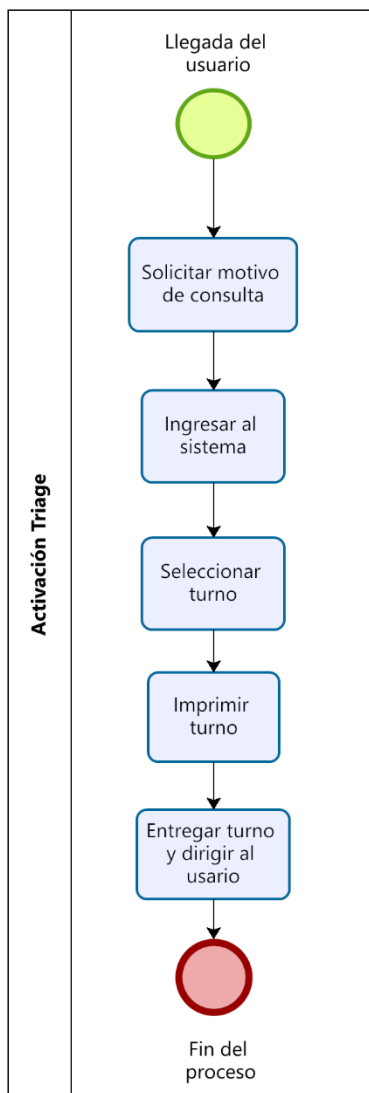 Llegada del
usuario
Solicitar motivo
de consulta
Ingresar al
sistema
Seleccionar
turno
Imprimir
turno
Entregar turno
y dirigir al
usario
Fin del
proceso
Activación Triage